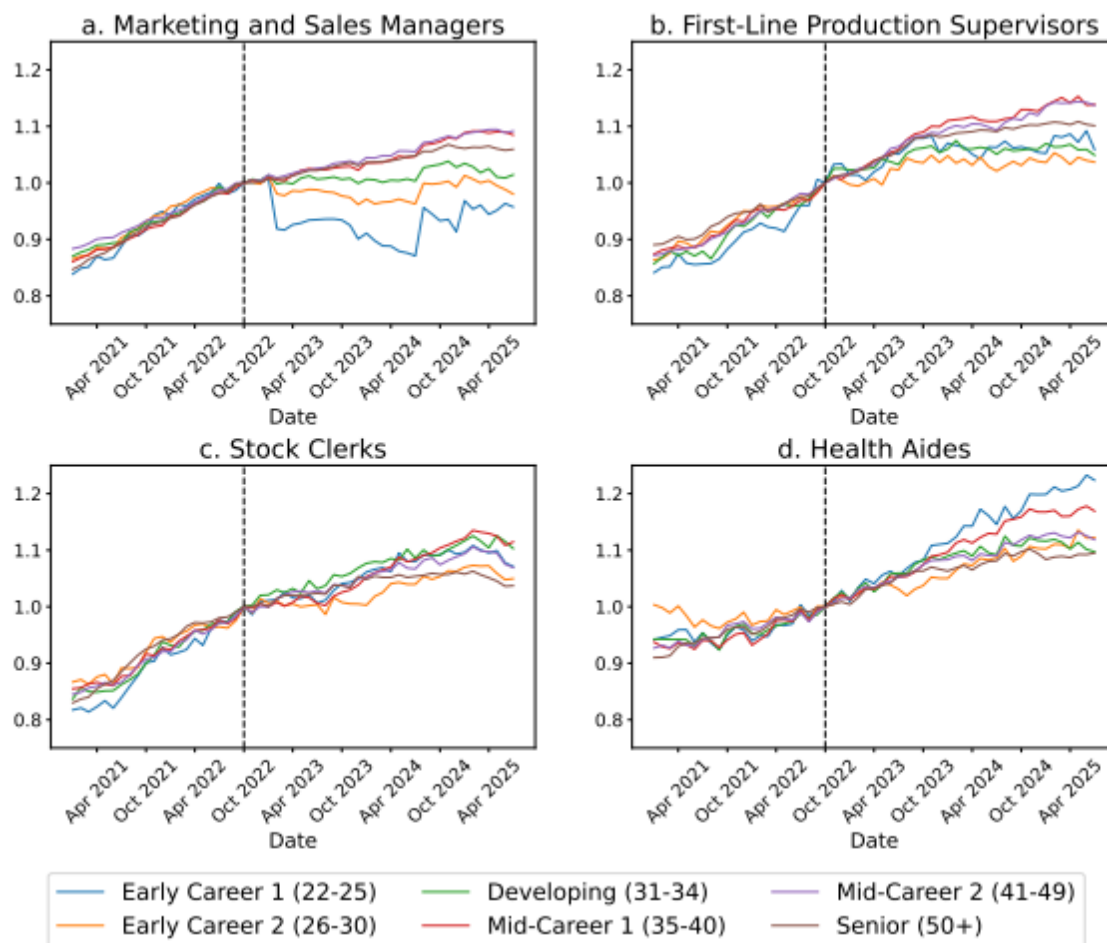 a. Marketing and Sales Managers
1.2
1.1
1.0
0.9
0.8
Apr 2021
Oct 2021
Apr 2022
Oct 2022
Apr 2023
Oct 2023
Apr 2024
Oct 2024
Apr 2025
Date
b. First-Line Production Supervisors
1.2
1.1
1.0
0.9
0.8
Apr 2021
Oct 2021
Apr 2022
Oct 2022
Apr 2023
Oct 2023
Apr 2024
Oct 2024
Apr 2025
Date
c. Stock Clerks
1.2
1.1
1.0
0.9
0.8
Apr 2021
Oct 2021
Apr 2022
Oct 2022
Apr 2023
Oct 2023
Apr 2024
Oct 2024
Apr 2025
Date
d. Health Aides
1.2
1.1
1.0
0.9
0.8
Apr 2021
Oct 2021
Apr 2022
Oct 2022
Apr 2023
Oct 2023
Apr 2024
Oct 2024
Apr 2025
Date
Early Career 1 (22-25)
Early Career 2 (26-30)
Developing (31-34)
Mid-Career 1 (35-40)
Mid-Career 2 (41-49)
Senior (50+)